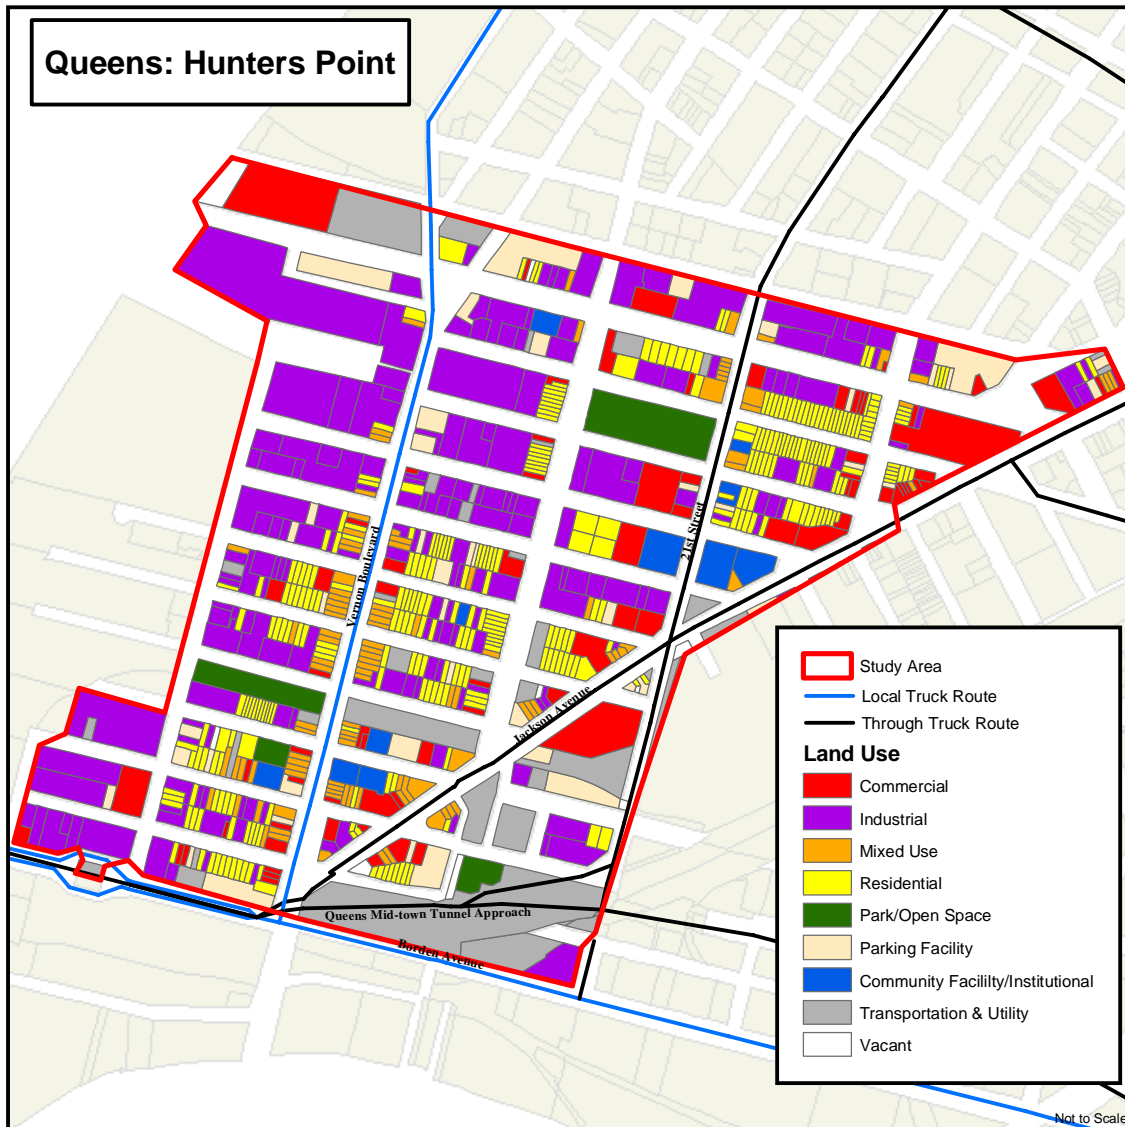 Queens: Hunters Point
21st Street
Vernon Boulevard
Jackson Avenue
Queens Mid-town Tunnel Approach
Borden Avenue
Study Area
Local Truck Route
Through Truck Route
Land Use
Commercial
Industrial
Mixed Use
Residential
Park/Open Space
Parking Facility
Community Facililty/Institutional
Transportation & Utility
Vacant
Not to Scale